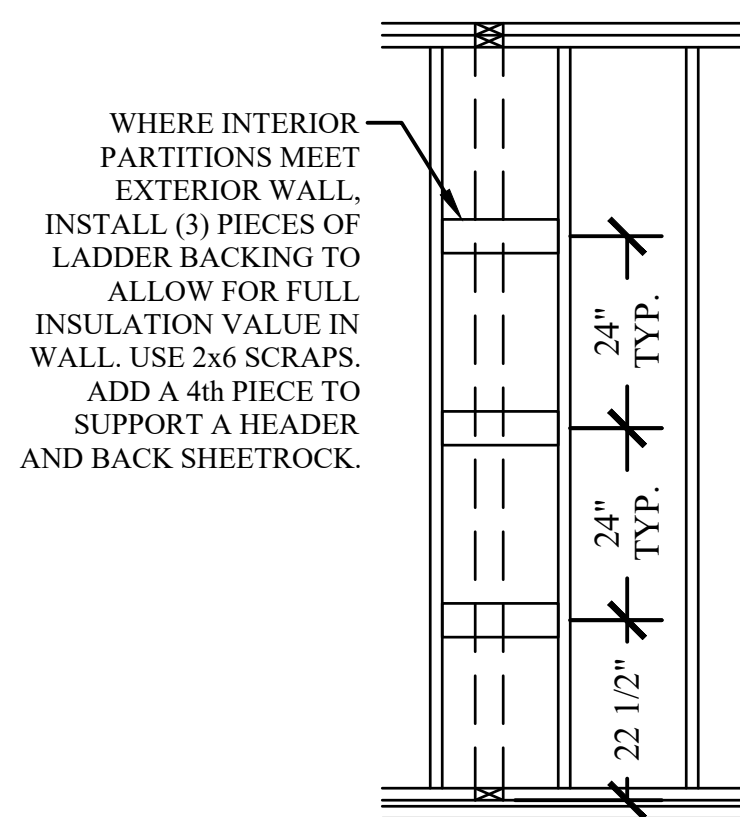 WHERE INTERIOR
PARTITIONS MEET
EXTERIOR WALL,
INSTALL (3) PIECES OF
LADDER BACKING TO
ALLOW FOR FULL
INSULATION VALUE IN
WALL. USE 2x6 SCRAPS.
ADD A 4th PIECE TO
SUPPORT A HEADER
AND BACK SHEETROCK.
24"
TYP.
24"
TYP.
22 1/2"